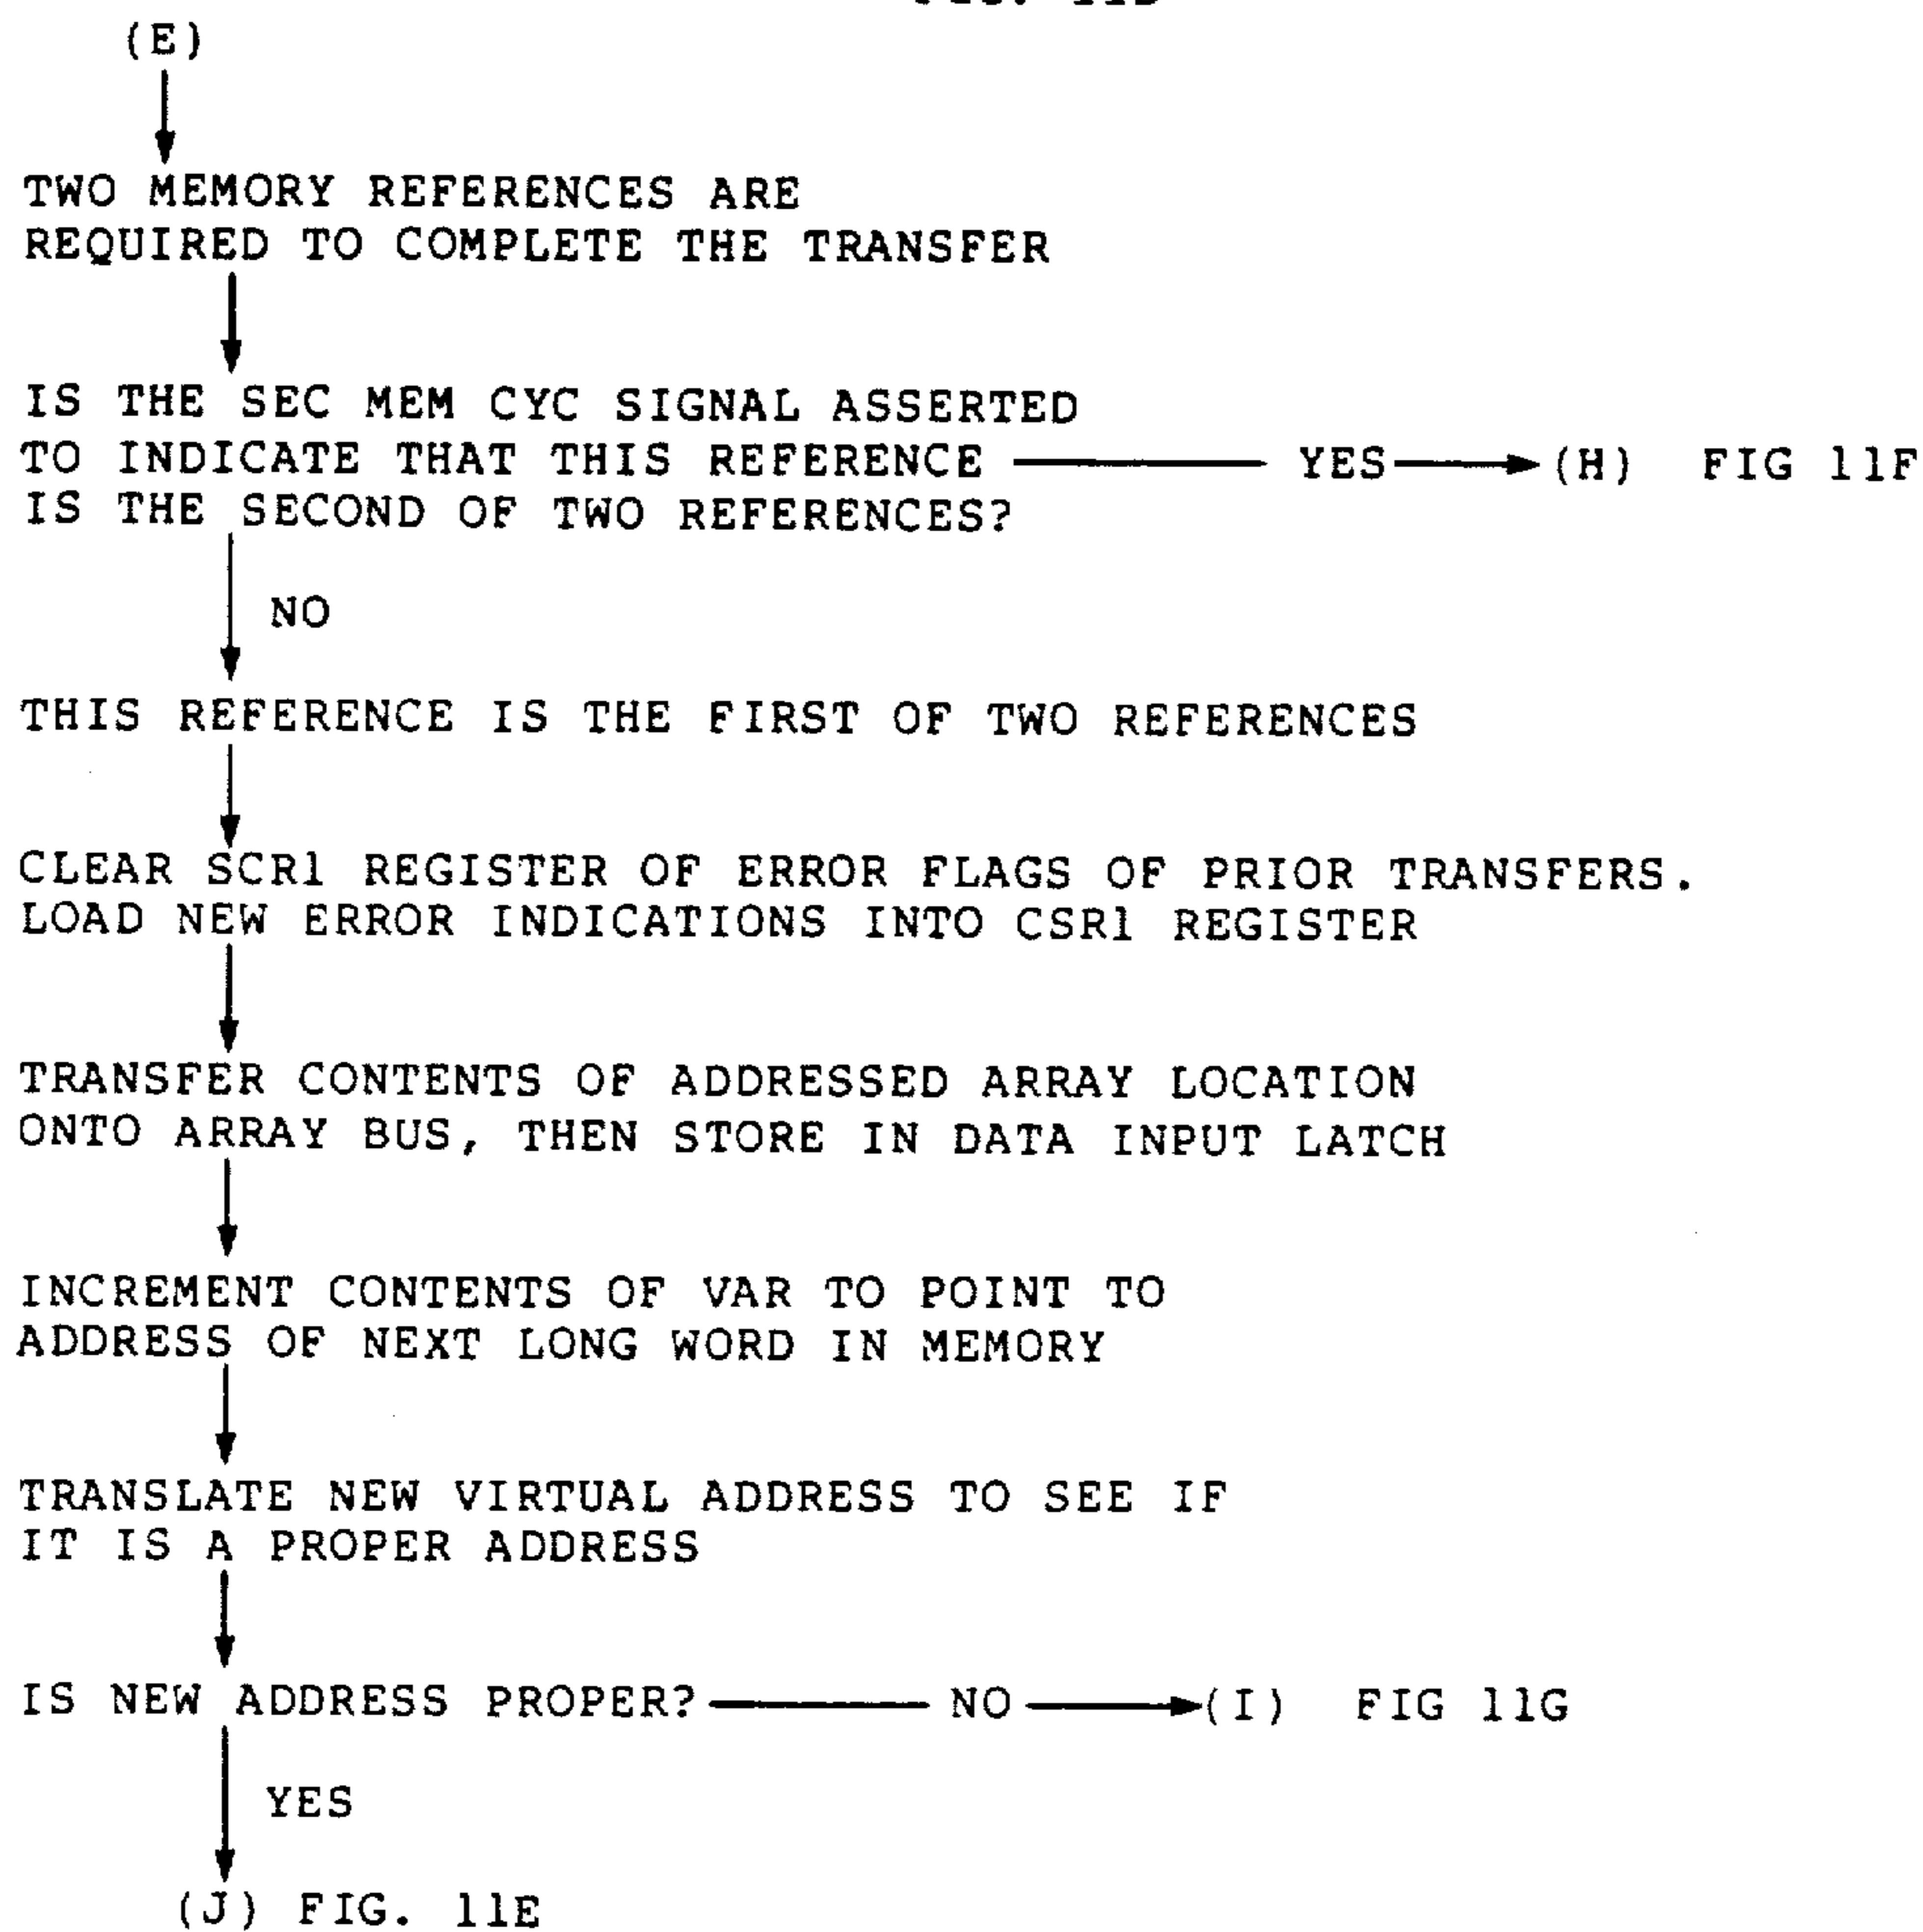 (E)
TWO MEMORY REFERENCES ARE
REQUIRED TO COMPLETE THE TRANSFER
IS THE SEC MEM CYC SIGNAL ASSERTED
TO INDICATE THAT THIS REFERENCE YES (H) FIG 11F
IS THE SECOND OF TWO REFERENCES?
NO
THIS REFERENCE IS THE FIRST OF TWO REFERENCES
CLEAR SCR1 REGISTER OF ERROR FLAGS OF PRIOR TRANSFERS.
LOAD NEW ERROR INDICATIONS INTO CSR1 REGISTER
TRANSFER CONTENTS OF ADDRESSED ARRAY LOCATION
ONTO ARRAY BUS, THEN STORE IN DATA INPUT LATCH
INCREMENT CONTENTS OF VAR TO POINT TO
ADDRESS OF NEXT LONG WORD IN MEMORY
TRANSLATE NEW VIRTUAL ADDRESS TO SEE IF
IT IS A PROPER ADDRESS
IS NEW ADDRESS PROPER? NO (I) FIG 11G
YES
(J) FIG. 11E